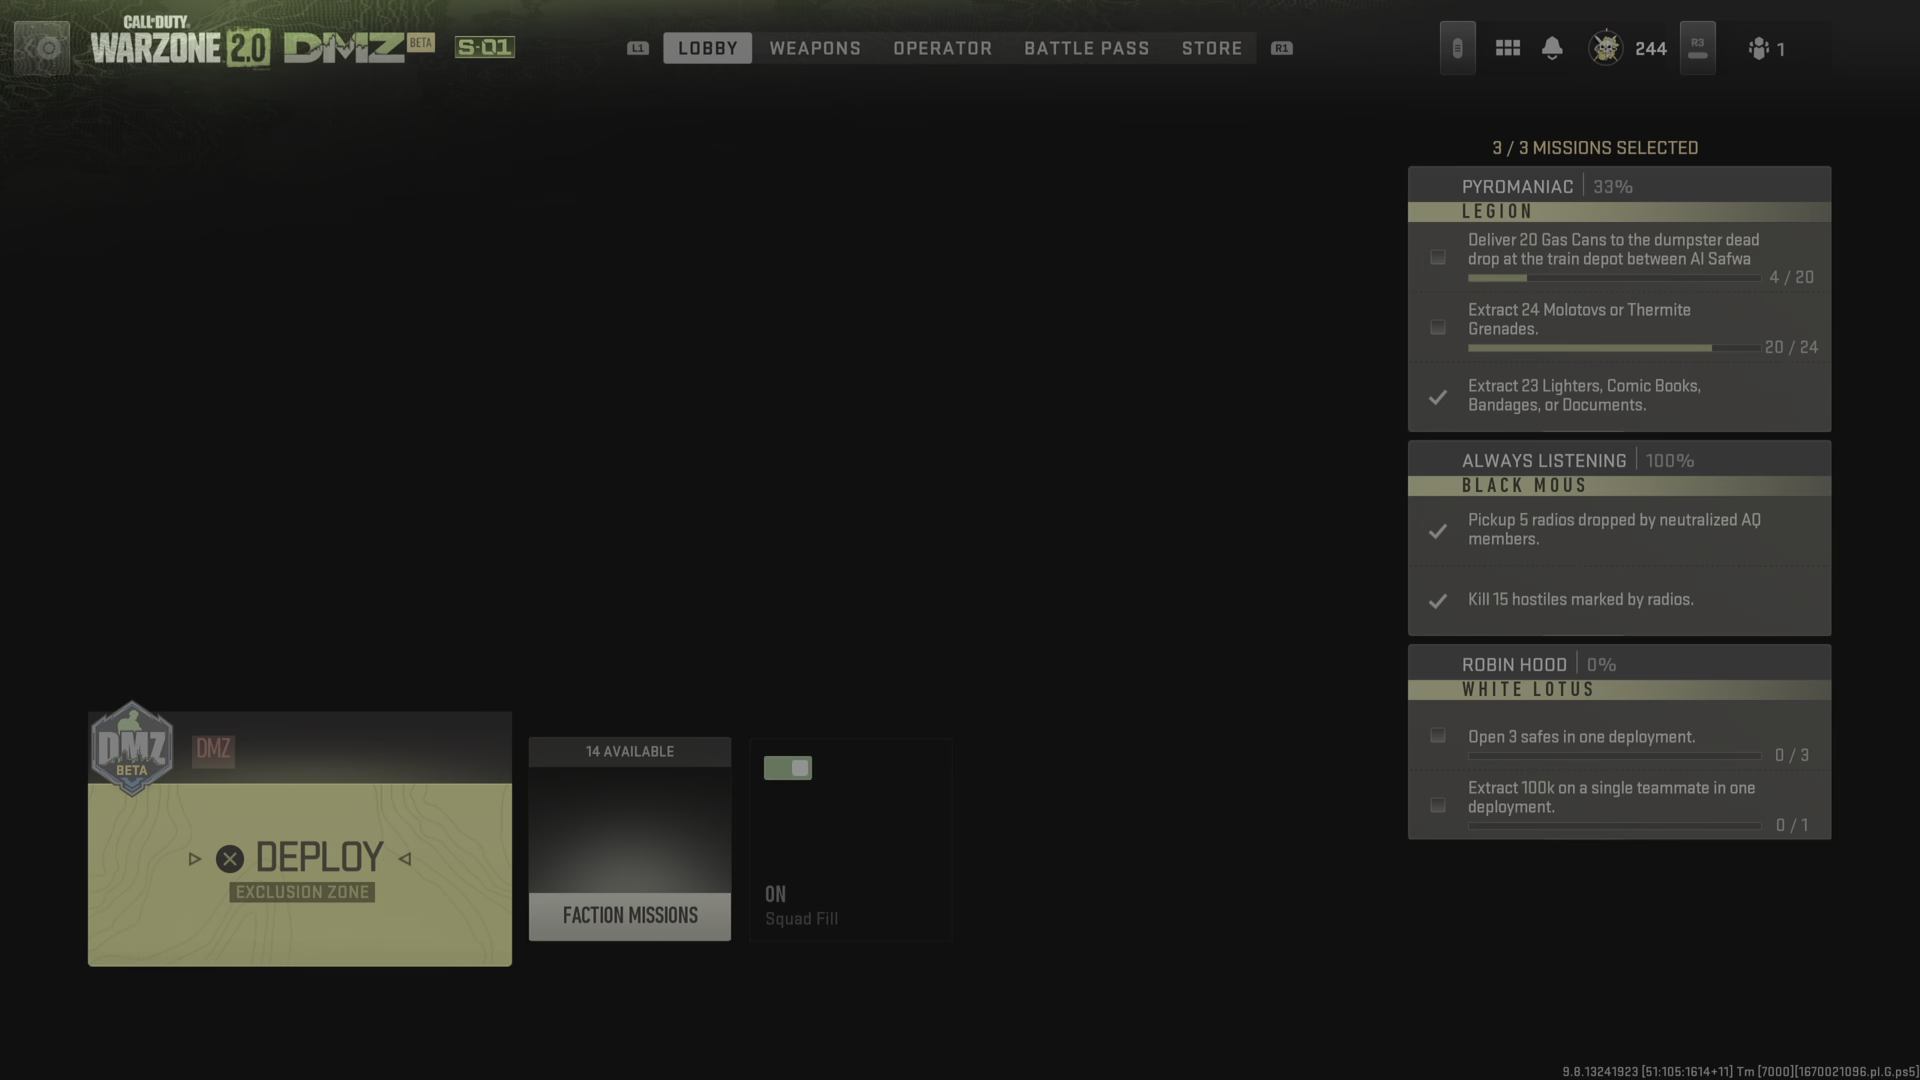 CALL OF DUTY
WARZONE 2.0 DMZ BETA S-01
L1 LOBBY WEAPONS OPERATOR BATTLE PASS STORE R1
244 R3 1
3 / 3 MISSIONS SELECTED
PYROMANIAC | 33%
LEGION
Deliver 20 Gas Cans to the dumpster dead
drop at the train depot between Al Safwa
4 / 20
Extract 24 Molotovs or Thermite
Grenades.
20 / 24
Extract 23 Lighters, Comic Books,
Bandages, or Documents.
ALWAYS LISTENING | 100%
BLACK MOUS
Pickup 5 radios dropped by neutralized AQ
members.
Kill 15 hostiles marked by radios.
ROBIN HOOD | 0%
WHITE LOTUS
Open 3 safes in one deployment.
0 / 3
Extract 100k on a single teammate in one
deployment.
0 / 1
DMZ
BETA
DMZ
DEPLOY
EXCLUSION ZONE
14 AVAILABLE
FACTION MISSIONS
ON
Squad Fill
9.8.13241923 [51:105:1614+11] Tm [7000][1670021096.pl.G.ps5]